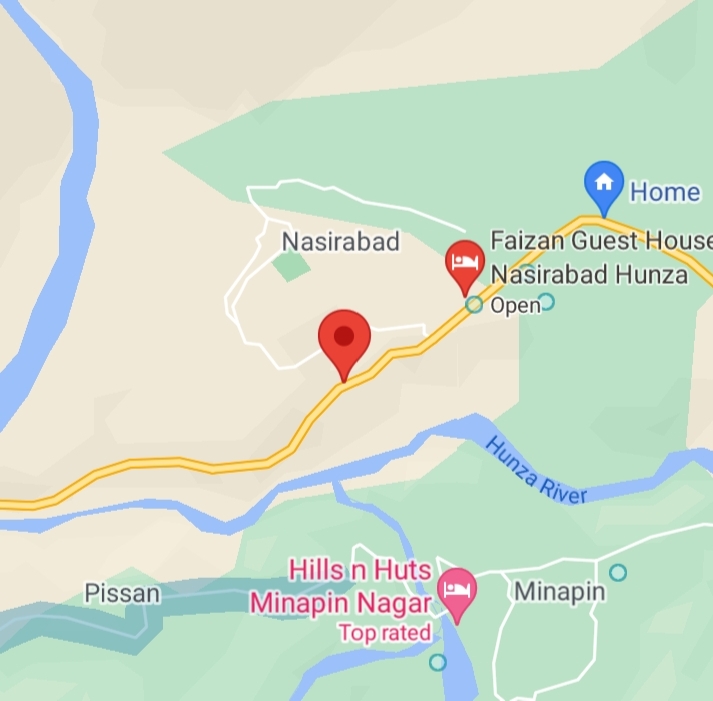 Home
Nasirabad
Faizan Guest House
Nasirabad Hunza
Open
Hunza River
Hills n Huts
Minapin Nagar
Top rated
Pissan
Minapin